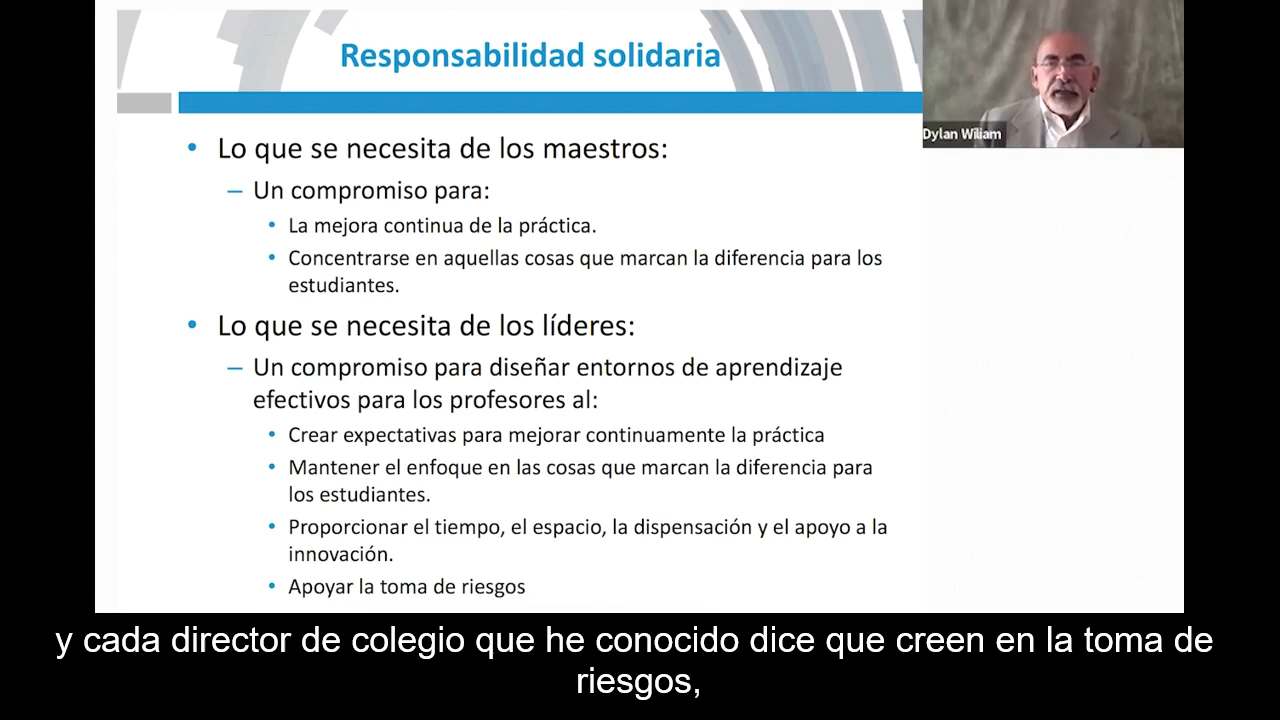 Responsabilidad solidaria
Dylan Wiliam
• Lo que se necesita de los maestros:
– Un compromiso para:
• La mejora continua de la práctica.
• Concentrarse en aquellas cosas que marcan la diferencia para los
estudiantes.
• Lo que se necesita de los líderes:
– Un compromiso para diseñar entornos de aprendizaje
efectivos para los profesores al:
• Crear expectativas para mejorar continuamente la práctica
• Mantener el enfoque en las cosas que marcan la diferencia para
los estudiantes.
• Proporcionar el tiempo, el espacio, la dispensación y el apoyo a la
innovación.
• Apoyar la toma de riesgos
y cada director de colegio que he conocido dice que creen en la toma de
riesgos,